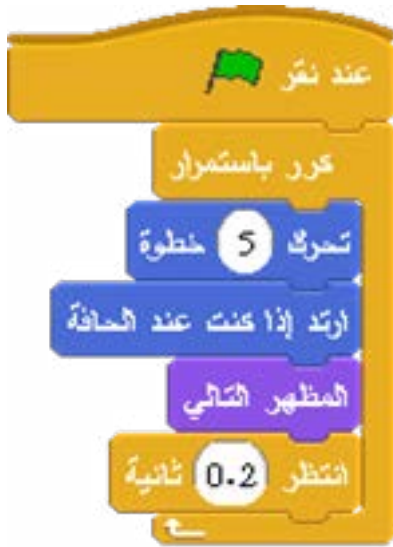 عند نقر
كرر باستمرار
تحرك 5 خطوة
ارتد إذا كنت عند الحافة
المظهر التالي
انتظر 0.2 ثانية